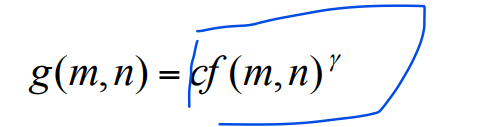 g(m,n) = cf(m,n)^γ